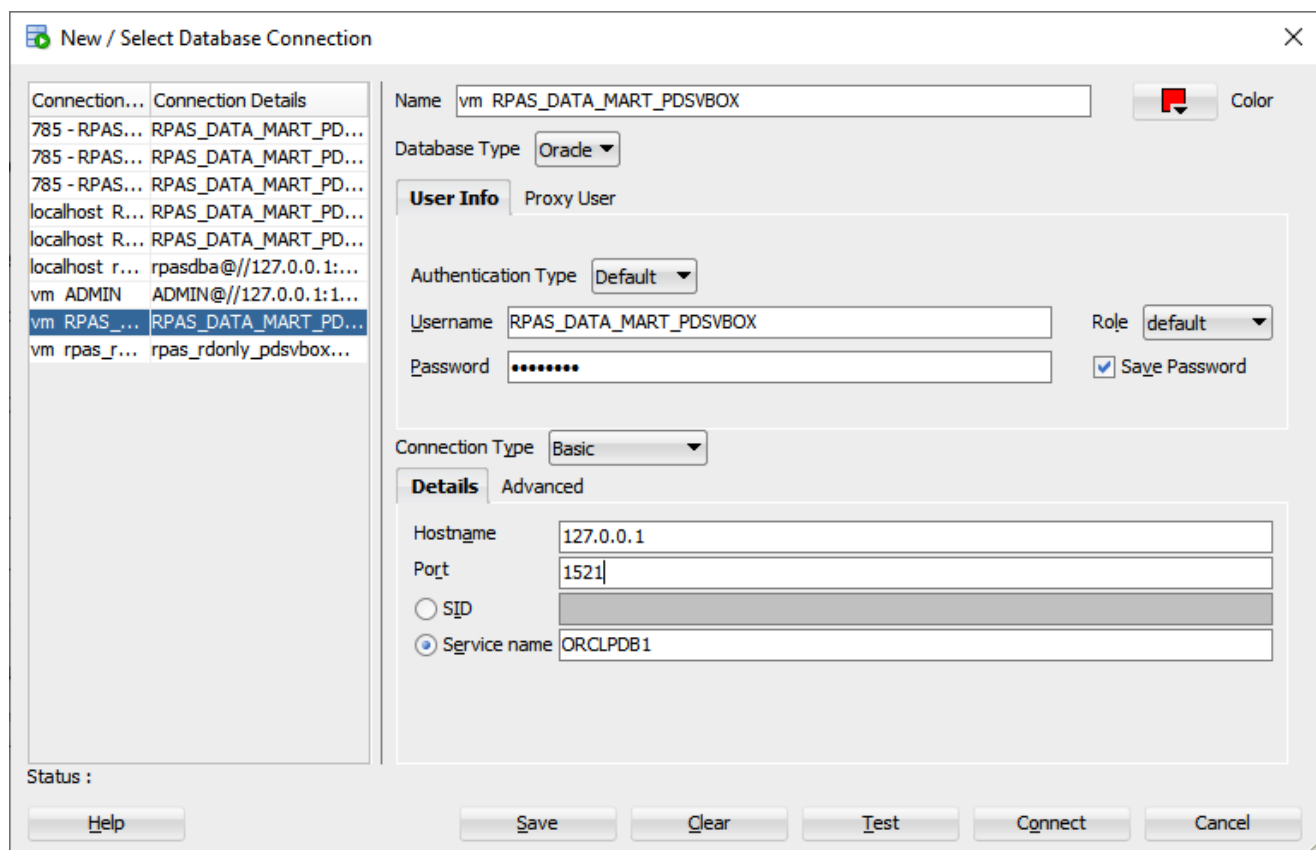 New / Select Database Connection
Connection... Connection Details
785 - RPAS... RPAS_DATA_MART_PD...
785 - RPAS... RPAS_DATA_MART_PD...
785 - RPAS... RPAS_DATA_MART_PD...
localhost R... RPAS_DATA_MART_PD...
localhost R... RPAS_DATA_MART_PD...
localhost r... rpasdba@//127.0.0.1:...
vm ADMIN ADMIN@//127.0.0.1:1...
vm RPAS_... RPAS_DATA_MART_PD...
vm rpas_r... rpas_rdonly_pdsvbox...
Name vm RPAS_DATA_MART_PDSVBOX Color
Database Type Oracle
User Info Proxy User
Authentication Type Default
Username RPAS_DATA_MART_PDSVBOX Role default
Password •••••••• Save Password
Connection Type Basic
Details Advanced
Hostname 127.0.0.1
Port 1521
SID
Service name ORCLPDB1
Status :
Help Save Clear Test Connect Cancel